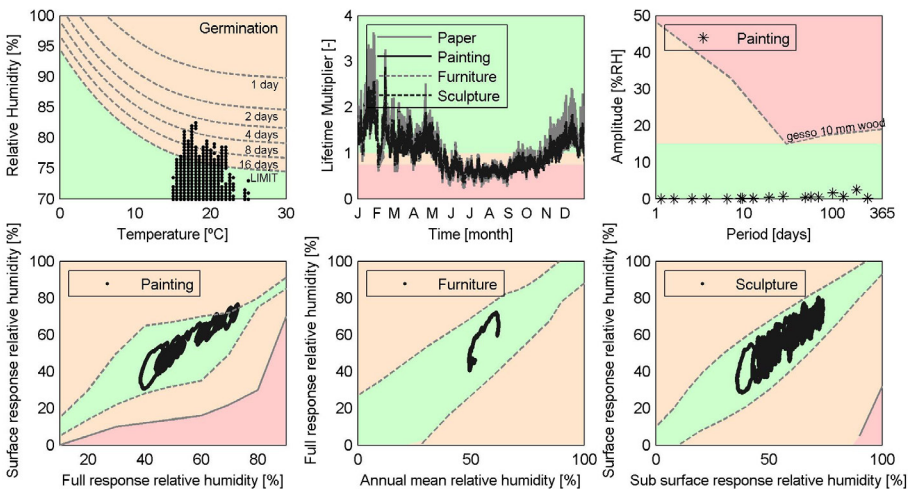 100
95
90
85
80
75
70
Relative Humidity [%]
Germination
1 day
2 days
4 days
8 days
16 days
LIMIT
0 10 20 30
Temperature [ºC]
4
3
2
1
0
Lifetime Multiplier [-]
Paper
Painting
Furniture
Sculpture
J F M A M J J A S O N D
Time [month]
50
40
30
20
10
0
Amplitude [%RH]
Painting
gesso 10 mm wood
1 10 100 365
Period [days]
100
80
60
40
20
0
Surface response relative humidity [%]
Painting
20 40 60 80
Full response relative humidity [%]
100
80
60
40
20
0
Full response relative humidity [%]
Furniture
0 50 100
Annual mean relative humidity [%]
100
80
60
40
20
0
Surface response relative humidity [%]
Sculpture
0 50 100
Sub surface response relative humidity [%]